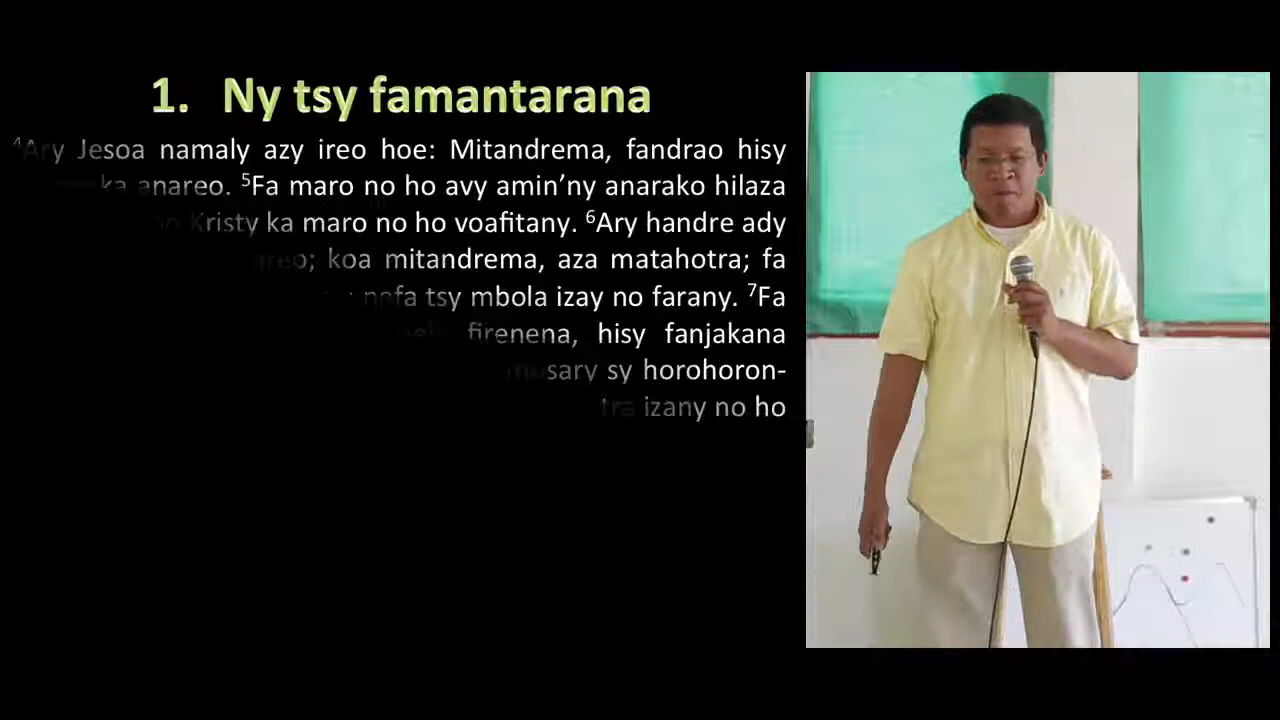 1. Ny tsy famantarana
⁴Ary Jesoa namaly azy ireo hoe: Mitandrema, fandrao hisy
ka anareo. ⁵Fa maro no ho avy amin’ny anarako hilaza
Kristy ka maro no ho voafitany. ⁶Ary handre ady
; koa mitandrema, aza matahotra; fa
nefa tsy mbola izay no farany. ⁷Fa
firenena, hisy fanjakana
sary sy horohoron-
izany no ho